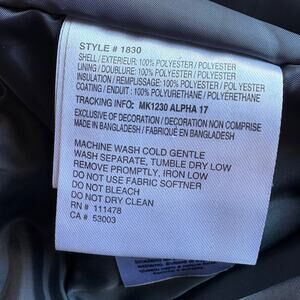 STYLE # 1830
SHELL / EXTERIEUR: 100% POLYESTER / POLYESTER
LINING / DOUBLURE: 100% POLYESTER / POLYESTER
INSULATION / REMPLISSAGE: 100% POLYESTER / POLYESTER
COATING / ENDUIT : 100% POLYURETHANE / POLYÉRETHANE
TRACKING INFO: MK1230 ALPHA 17
EXCLUSIVE OF DECORATION / DECORATION NON COMPRISE
MADE IN BANGLADESH / FABRIQUÉ EN BANGLADESH
MACHINE WASH COLD GENTLE
WASH SEPARATE, TUMBLE DRY LOW
REMOVE PROMPTLY, IRON LOW
DO NOT USE FABRIC SOFTNER
DO NOT BLEACH
DO NOT DRY CLEAN
RN # 111478
CA # 53003